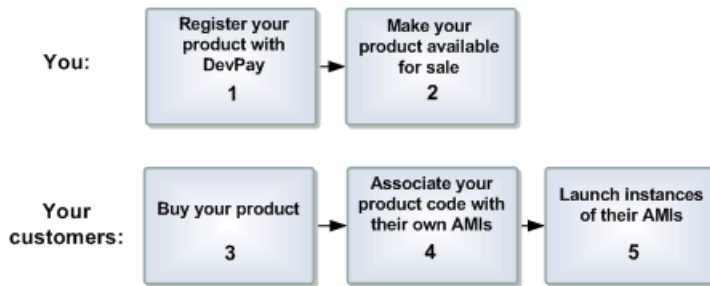 You:
Register your
product with
DevPay
1
Make your
product available
for sale
2
Your
customers:
Buy your product
3
Associate your
product code with
their own AMIs
4
Launch instances
of their AMIs
5